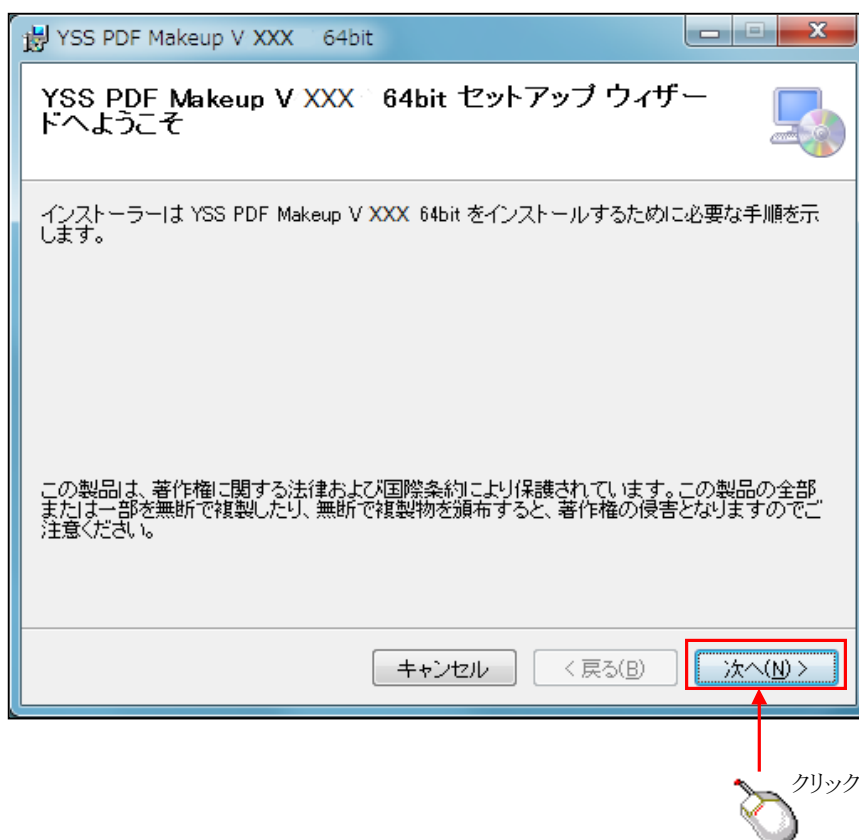 YSS PDF Makeup V XXX 64bit
YSS PDF Makeup V XXX 64bit セットアップ ウィザー
ドへようこそ
インストーラーは YSS PDF Makeup V XXX 64bit をインストールするために必要な手順を示
します。
この製品は、著作権に関する法律および国際条約により保護されています。この製品の全部
または一部を無断で複製したり、無断で複製物を頒布すると、著作権の侵害となりますのでご
注意ください。
キャンセル
< 戻る(B)
次へ(N) >
クリック